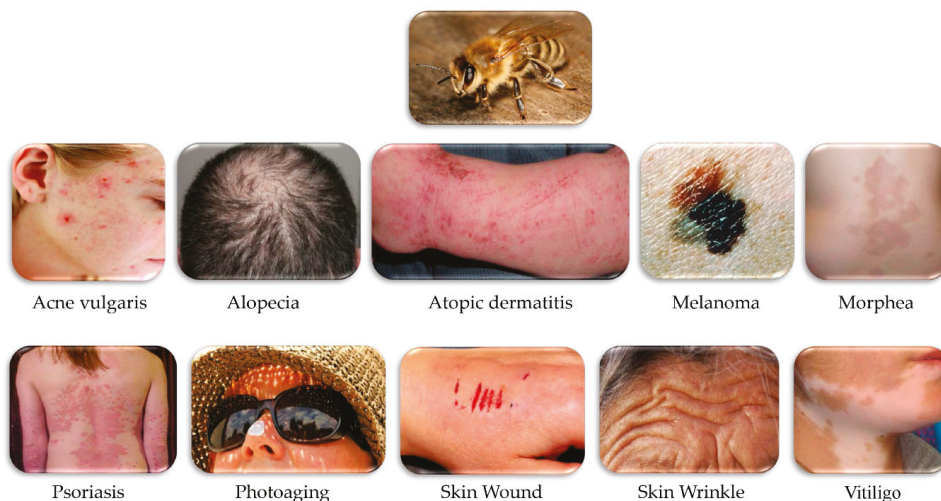 Acne vulgaris
Alopecia
Atopic dermatitis
Melanoma
Morphea
Psoriasis
Photoaging
Skin Wound
Skin Wrinkle
Vitiligo